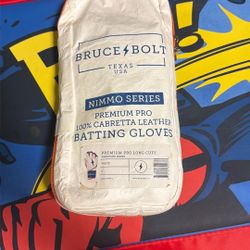 BRUCE BOLT
TEXAS
USA
NIMMO SERIES
PREMIUM PRO
100% CABRETTA LEATHER
BATTING GLOVES
PREMIUM PRO LONG CUFF